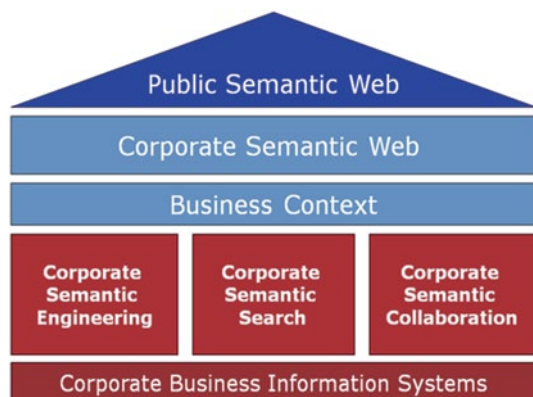 Public Semantic Web
Corporate Semantic Web
Business Context
Corporate
Semantic
Engineering
Corporate
Semantic
Search
Corporate
Semantic
Collaboration
Corporate Business Information Systems